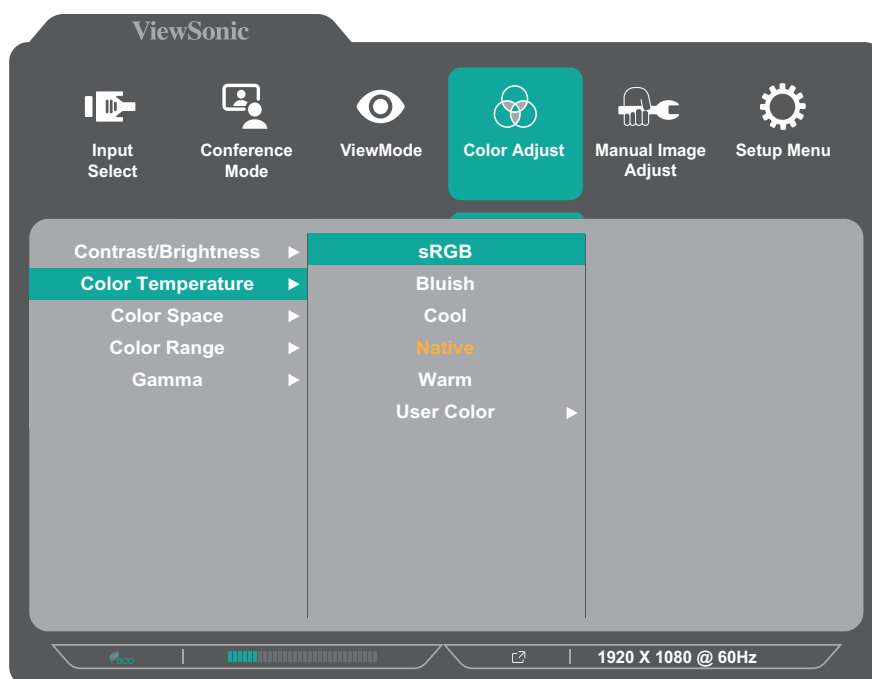 ViewSonic
Input
Select
Conference
Mode
ViewMode
Color Adjust
Manual Image
Adjust
Setup Menu
Contrast/Brightness
Color Temperature
Color Space
Color Range
Gamma
sRGB
Bluish
Cool
Native
Warm
User Color
eco
1920 X 1080 @ 60Hz